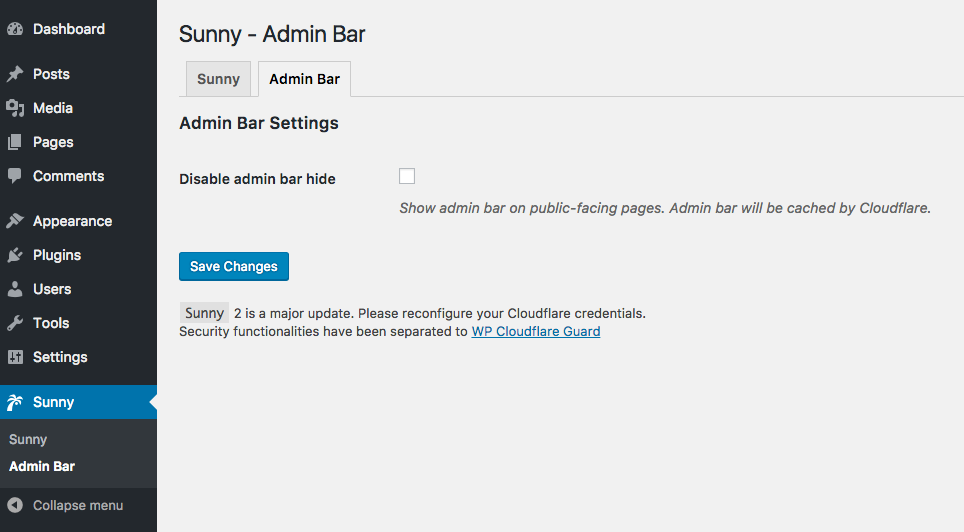 Dashboard
Posts
Media
Pages
Comments
Appearance
Plugins
Users
Tools
Settings
Sunny
Sunny
Admin Bar
Collapse menu
Sunny - Admin Bar
Sunny
Admin Bar
Admin Bar Settings
Disable admin bar hide
Show admin bar on public-facing pages. Admin bar will be cached by Cloudflare.
Save Changes
Sunny 2 is a major update. Please reconfigure your Cloudflare credentials.
Security functionalities have been separated to WP Cloudflare Guard